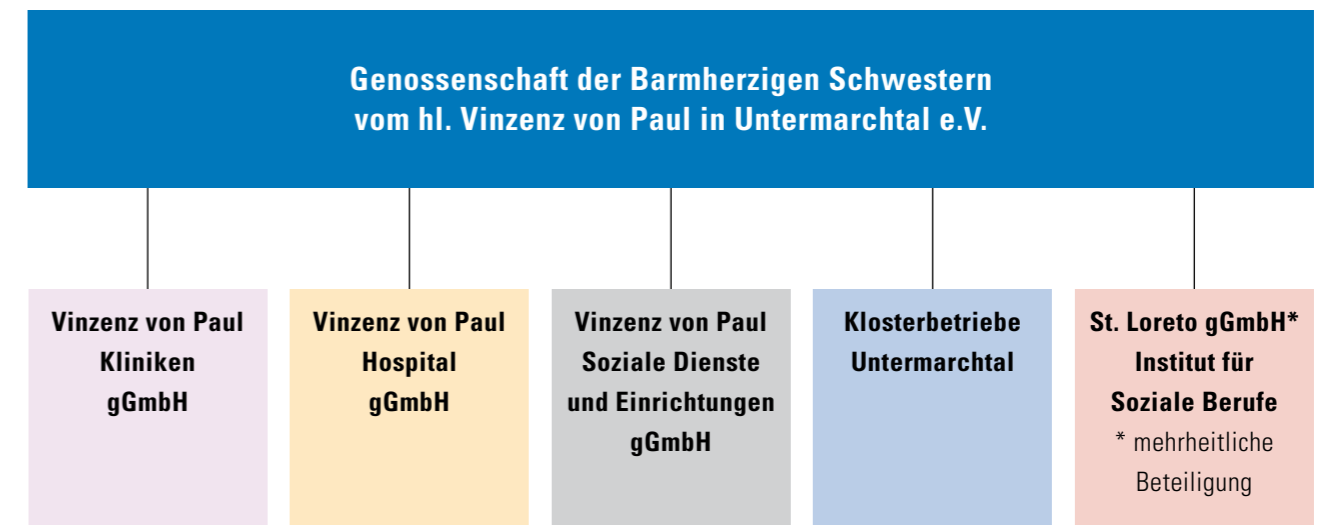 Genossenschaft der Barmherzigen Schwestern
vom hl. Vinzenz von Paul in Untermarchtal e.V.
Vinzenz von Paul
Kliniken
gGmbH
Vinzenz von Paul
Hospital
gGmbH
Vinzenz von Paul
Soziale Dienste
und Einrichtungen
gGmbH
Klosterbetriebe
Untermarchtal
St. Loreto gGmbH*
Institut für
Soziale Berufe
* mehrheitliche
Beteiligung